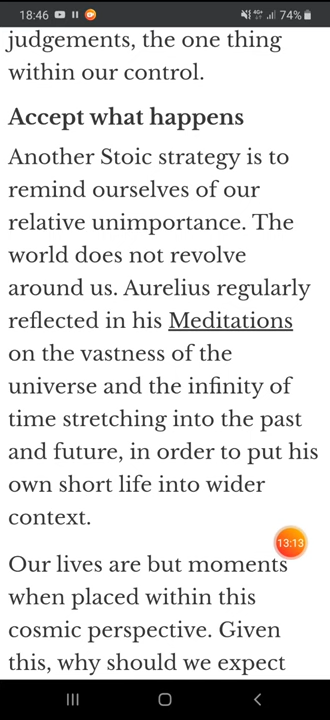 18:46 74%
judgements, the one thing
within our control.
Accept what happens
Another Stoic strategy is to
remind ourselves of our
relative unimportance. The
world does not revolve
around us. Aurelius regularly
reflected in his Meditations
on the vastness of the
universe and the infinity of
time stretching into the past
and future, in order to put his
own short life into wider
context.
13:13
Our lives are but moments
when placed within this
cosmic perspective. Given
this, why should we expect